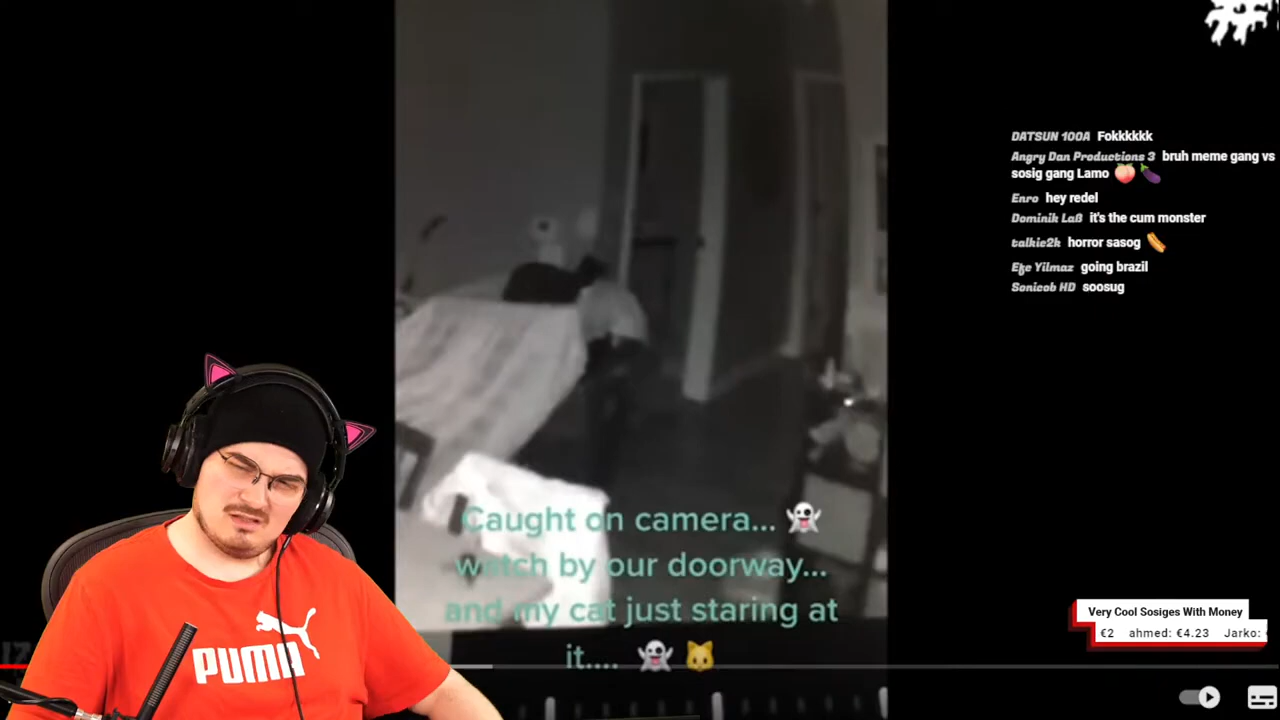 DATSUN 100A Fokkkkkk
Angry Dan Productions 3 bruh meme gang vs
sosig gang Lamo 🍑 🍆
Enro hey redel
Dominik Laß it's the cum monster
talkie2k horror sasog 🌭
Efe Yilmaz going brazil
Sonicob HD soosug
Caught on camera... 👻
watch by our doorway...
and my cat just staring at
it.... 👻 🐱
PUMA
Very Cool Sosiges With Money
€2 ahmed: €4.23 Jarko: